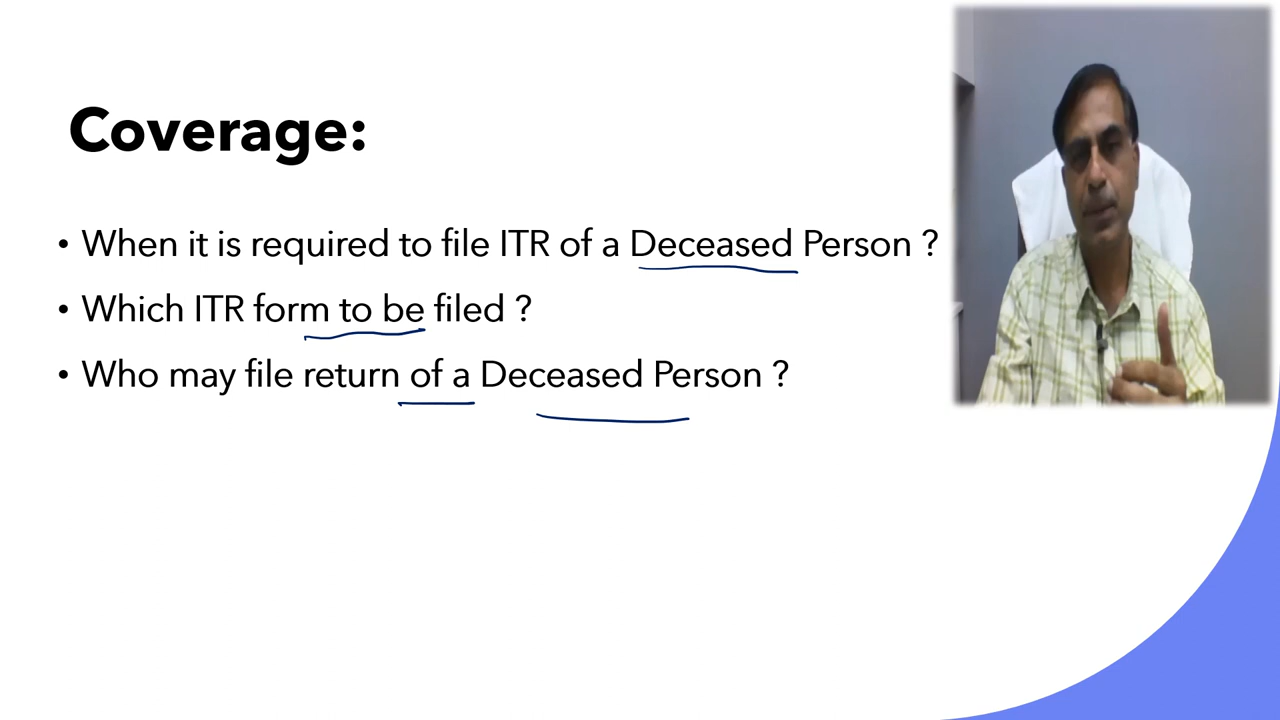 Coverage:
• When it is required to file ITR of a Deceased Person ?
• Which ITR form to be filed ?
• Who may file return of a Deceased Person ?